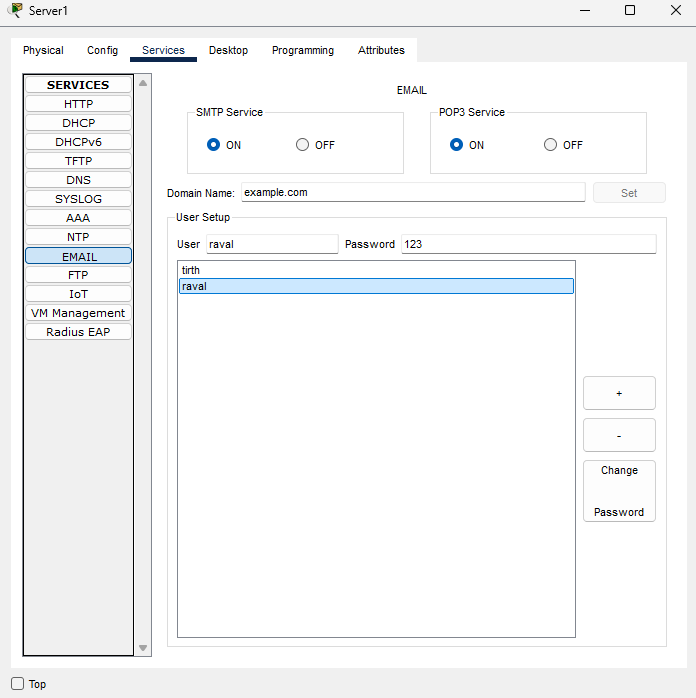 Server1
Physical Config Services Desktop Programming Attributes
SERVICES
HTTP
DHCP
DHCPv6
TFTP
DNS
SYSLOG
AAA
NTP
EMAIL
FTP
IoT
VM Management
Radius EAP
EMAIL
SMTP Service
ON OFF
POP3 Service
ON OFF
Domain Name: example.com Set
User Setup
User raval Password 123
tirth
raval
+
-
Change
Password
Top